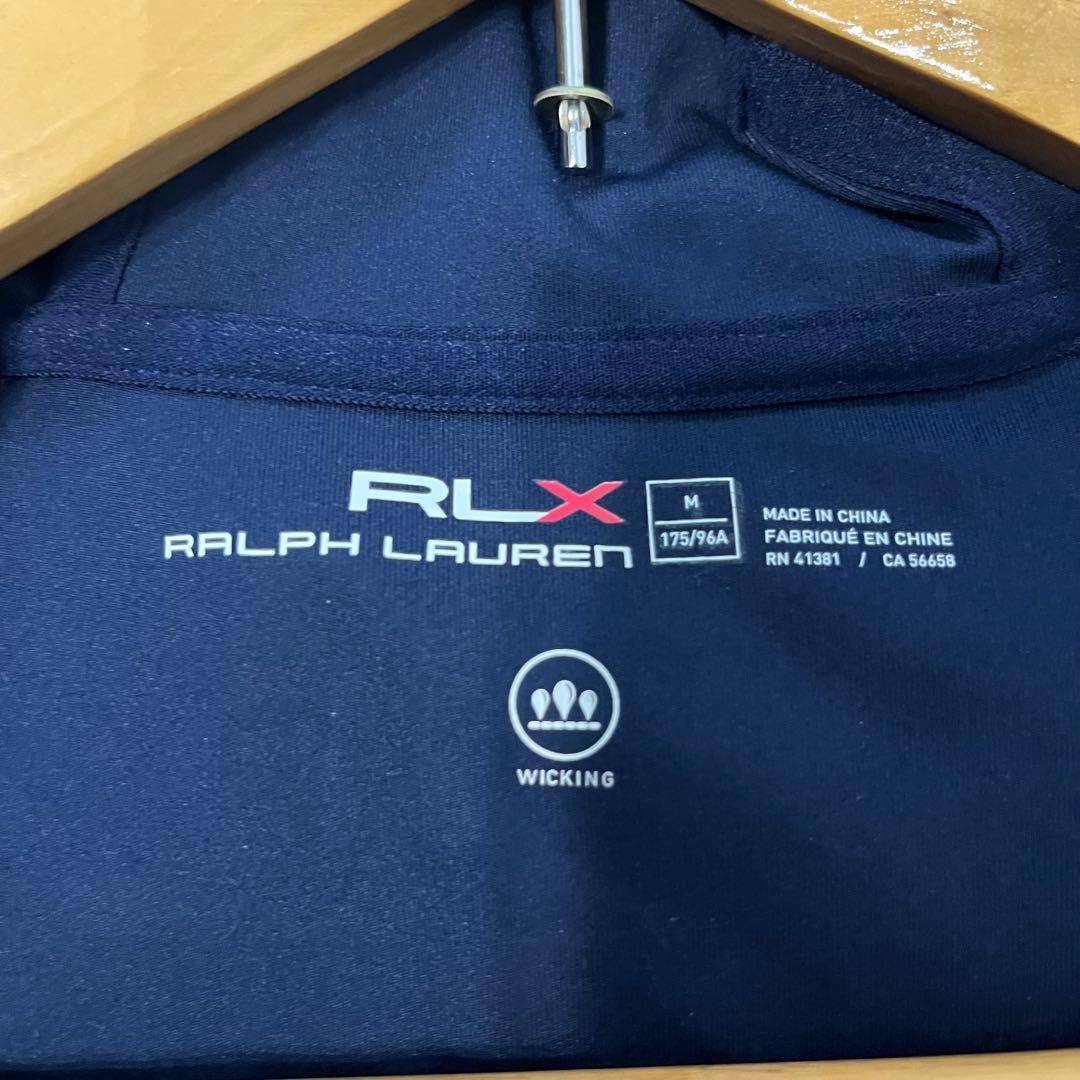 RLX
RALPH LAUREN
M
175/96A
MADE IN CHINA
FABRIQUÉ EN CHINE
RN 41381 / CA 56658
WICKING